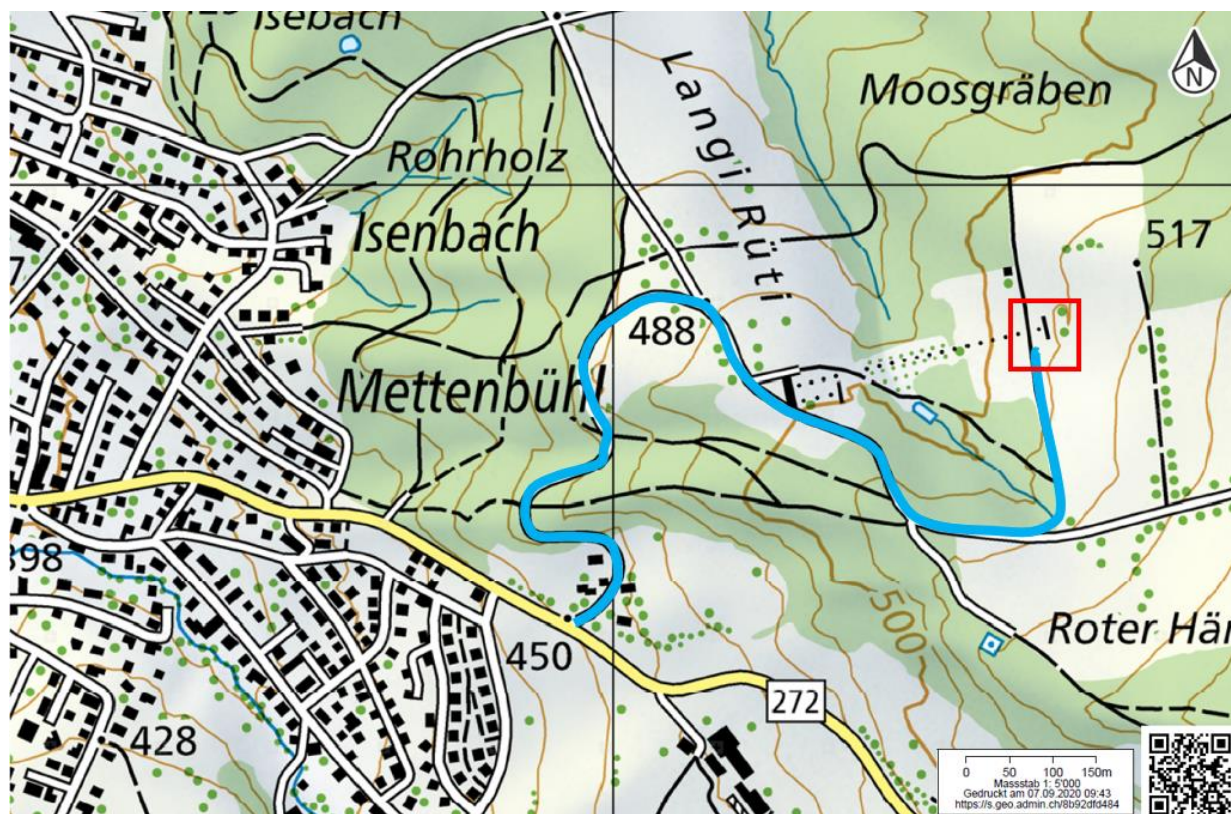 Isebach
Moosgräben
N
Langi Rüti
Rohrholz
Isenbach
517
488
Mettenbühl
398
500
Roter Här
450
272
428
0 50 100 150m
Massstab 1: 5'000
Gedruckt am 07.09.2020 09:43
https://s.geo.admin.ch/8b92dfd484